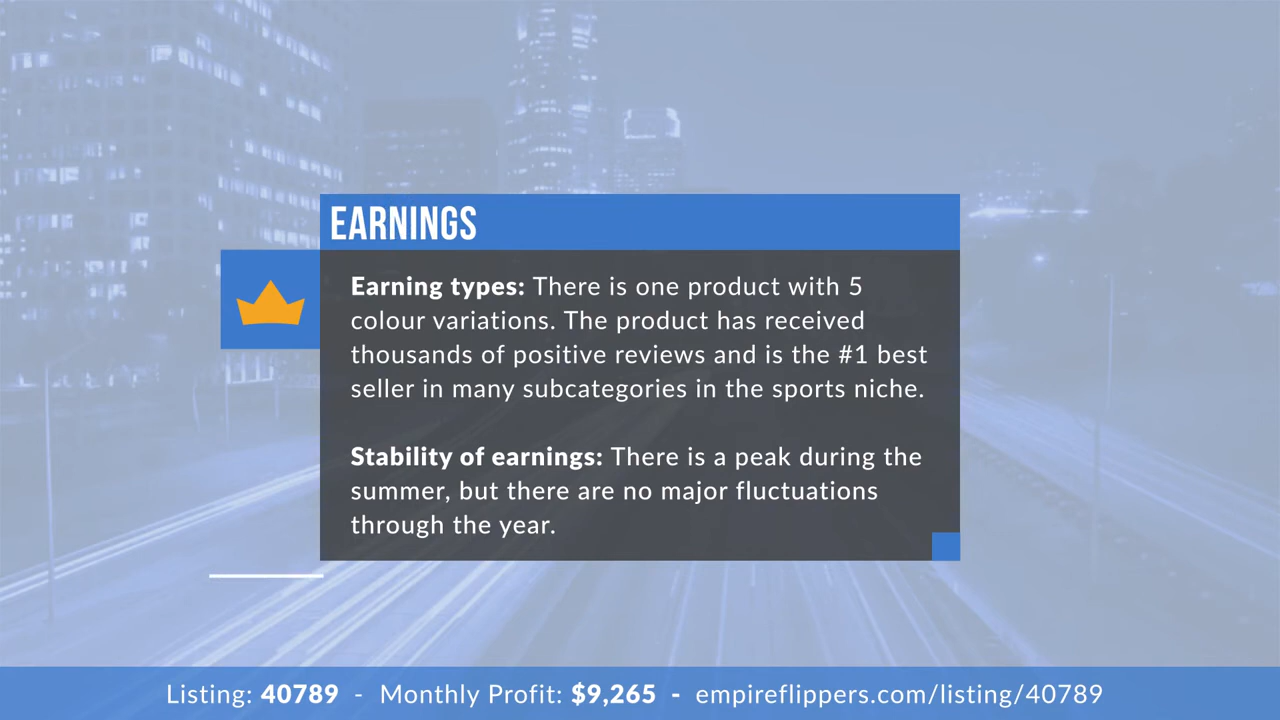 EARNINGS
Earning types: There is one product with 5
colour variations. The product has received
thousands of positive reviews and is the #1 best
seller in many subcategories in the sports niche.
Stability of earnings: There is a peak during the
summer, but there are no major fluctuations
through the year.
Listing: 40789 - Monthly Profit: $9,265 - empireflippers.com/listing/40789